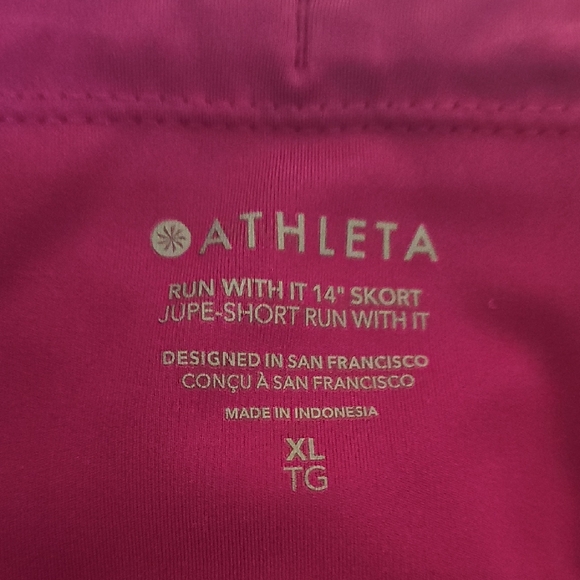 ATHLETA
RUN WITH IT 14" SKORT
JUPE-SHORT RUN WITH IT
DESIGNED IN SAN FRANCISCO
CONÇU À SAN FRANCISCO
MADE IN INDONESIA
XL
TG